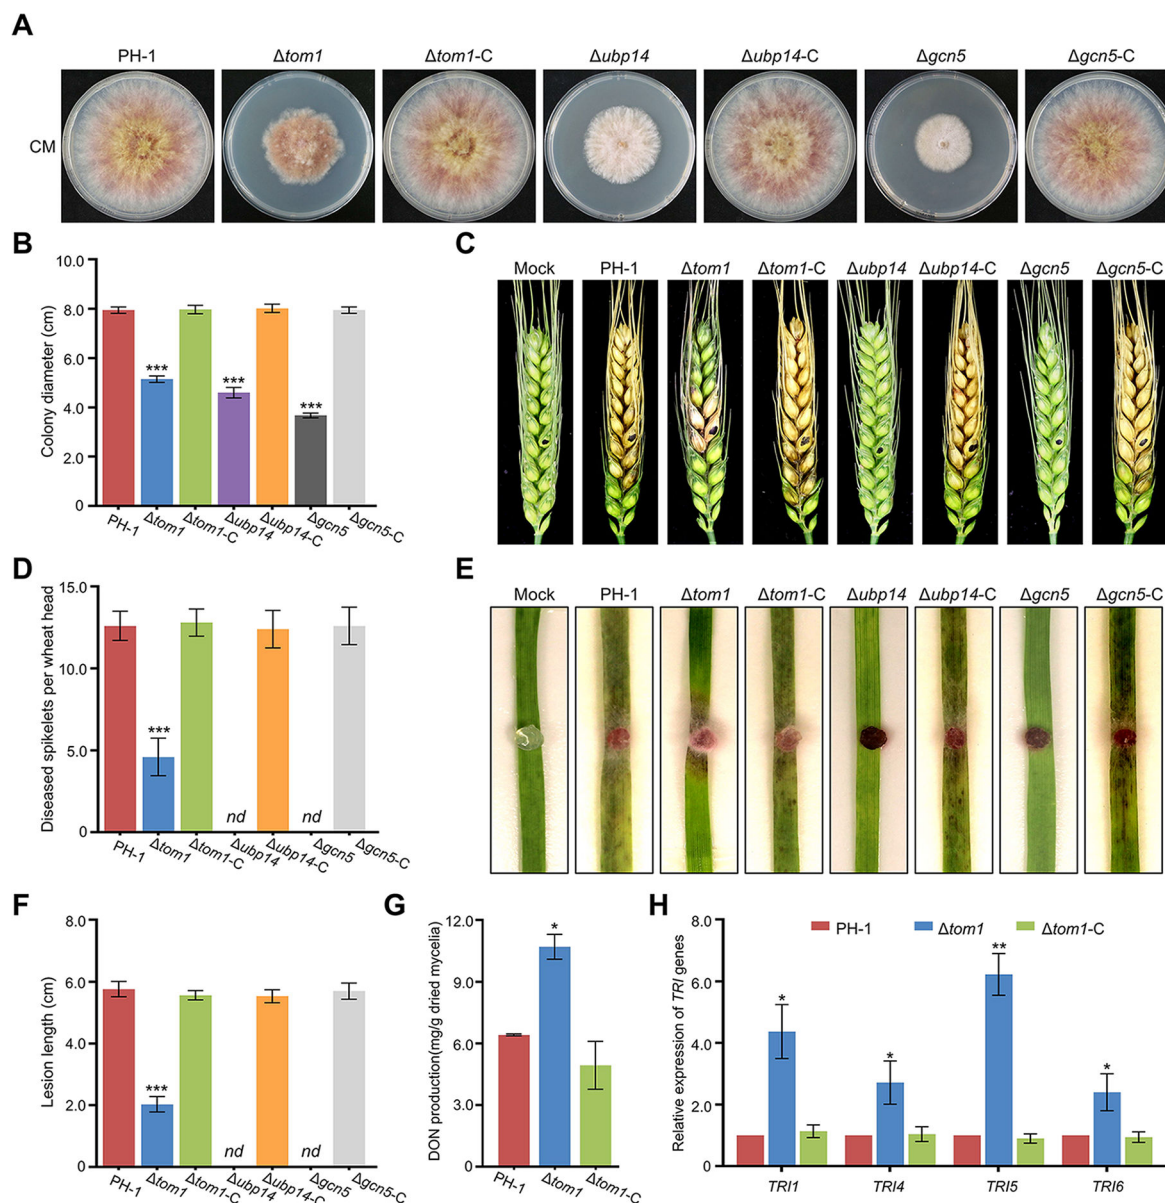 A
PH-1 Δtom1 Δtom1-C Δubp14 Δubp14-C Δgcn5 Δgcn5-C
CM
B
Colony diameter (cm)
10.0
8.0
6.0
4.0
2.0
0
*** *** ***
PH-1 Δtom1 Δtom1-C Δubp14 Δubp14-C Δgcn5 Δgcn5-C
C
Mock PH-1 Δtom1 Δtom1-C Δubp14 Δubp14-C Δgcn5 Δgcn5-C
D
Diseased spikelets per wheat head
15.0
10.0
5.0
0
*** nd nd
PH-1 Δtom1 Δtom1-C Δubp14 Δubp14-C Δgcn5 Δgcn5-C
E
Mock PH-1 Δtom1 Δtom1-C Δubp14 Δubp14-C Δgcn5 Δgcn5-C
F
Lesion length (cm)
8.0
6.0
4.0
2.0
0
*** nd nd
PH-1 Δtom1 Δtom1-C Δubp14 Δubp14-C Δgcn5 Δgcn5-C
G
DON production(mg/g dried mycelia)
12.0
9.0
6.0
3.0
0
*
PH-1 Δtom1 Δtom1-C
H
Relative expression of TRI genes
8.0
6.0
4.0
2.0
0
PH-1 Δtom1 Δtom1-C
* * ** *
TRI1 TRI4 TRI5 TRI6